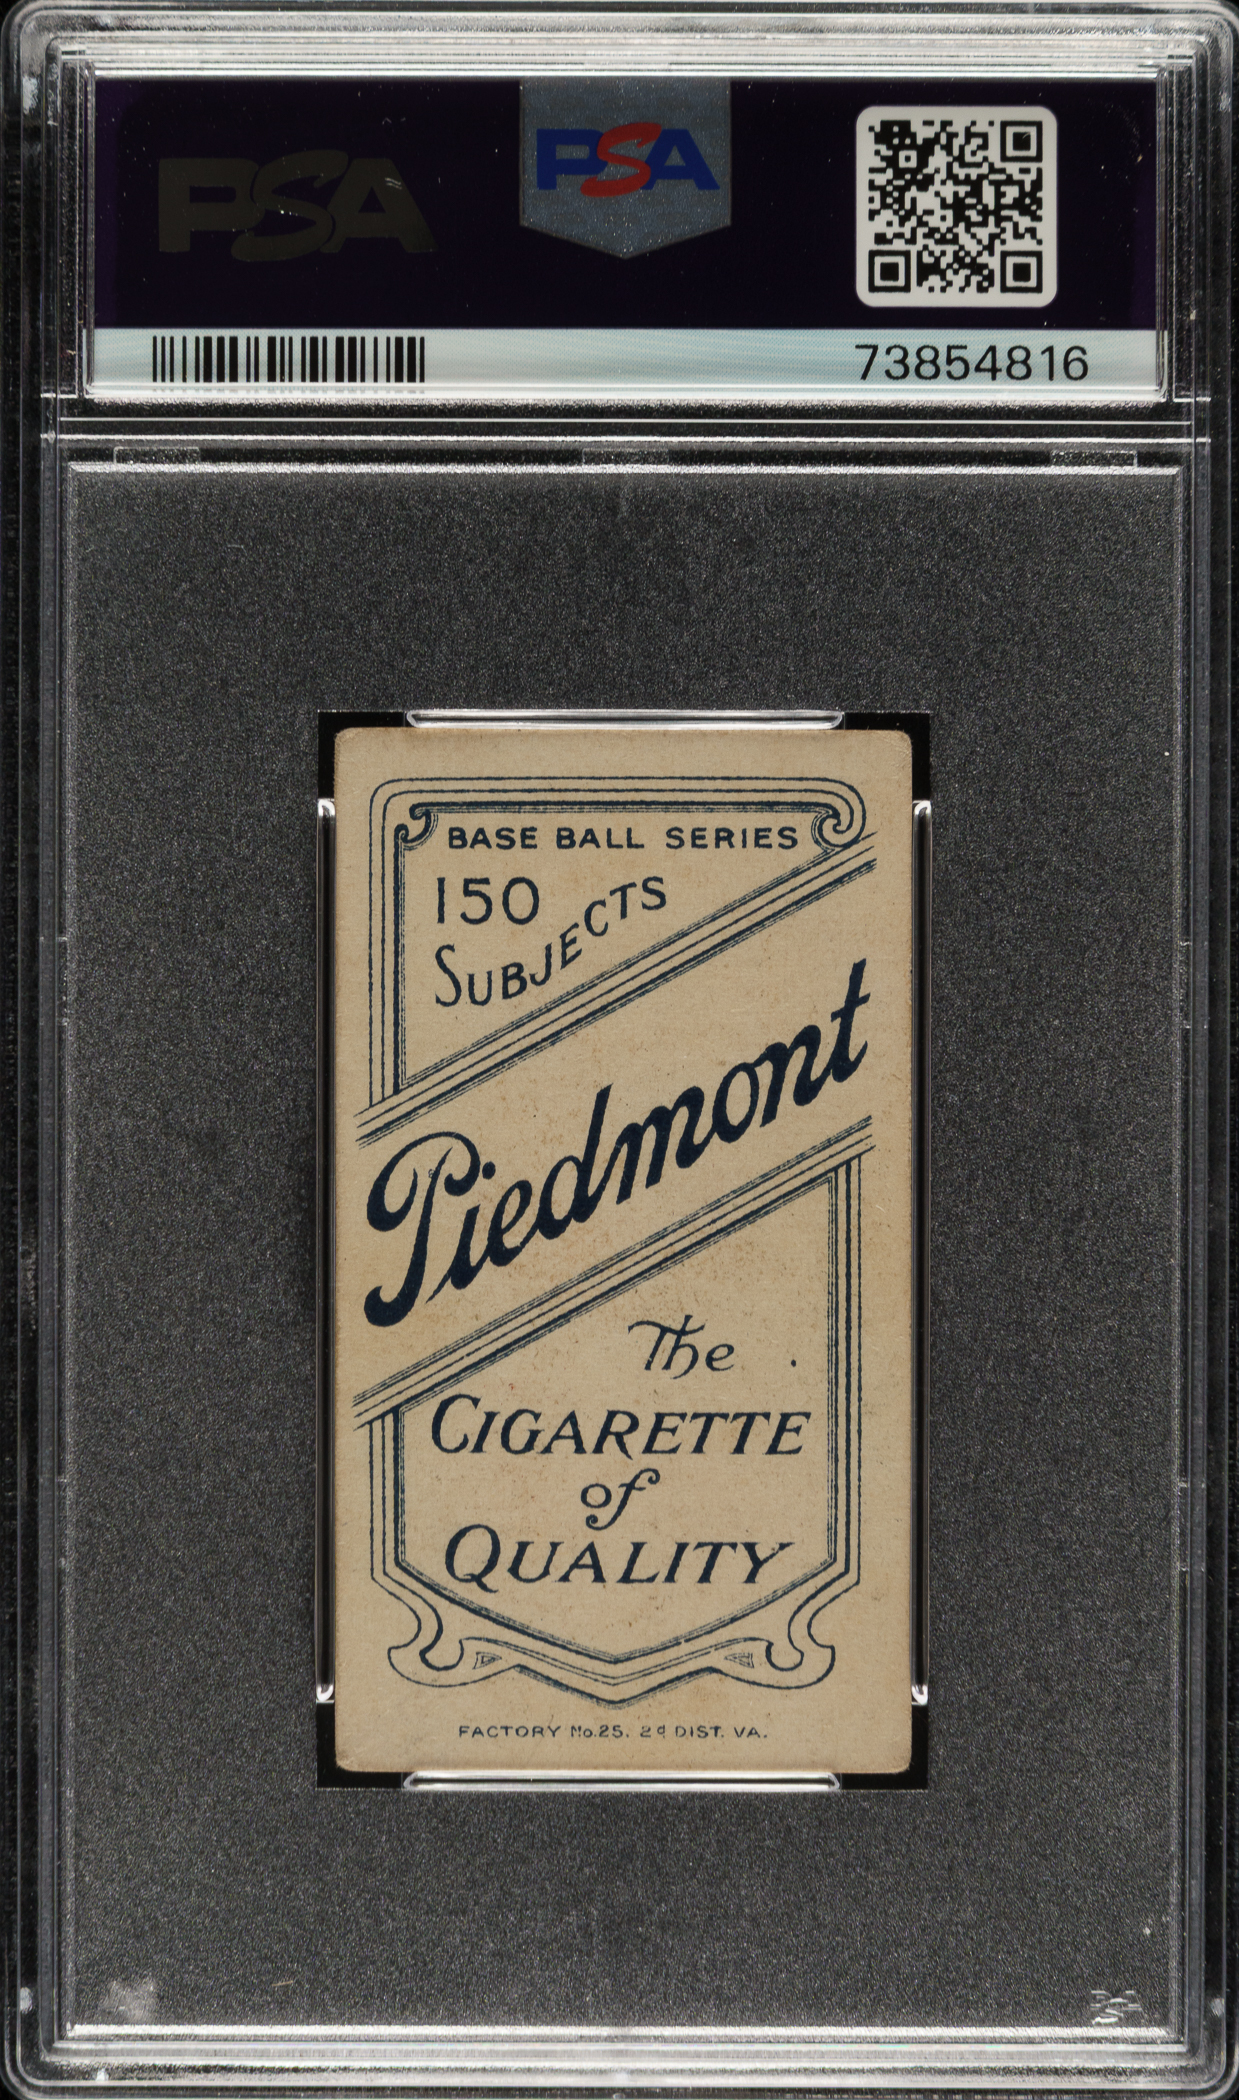 PSA
PSA
73854816
BASE BALL SERIES
150
SUBJECTS
Piedmont
The
CIGARETTE
of
QUALITY
FACTORY No.25. 2d DIST. VA.